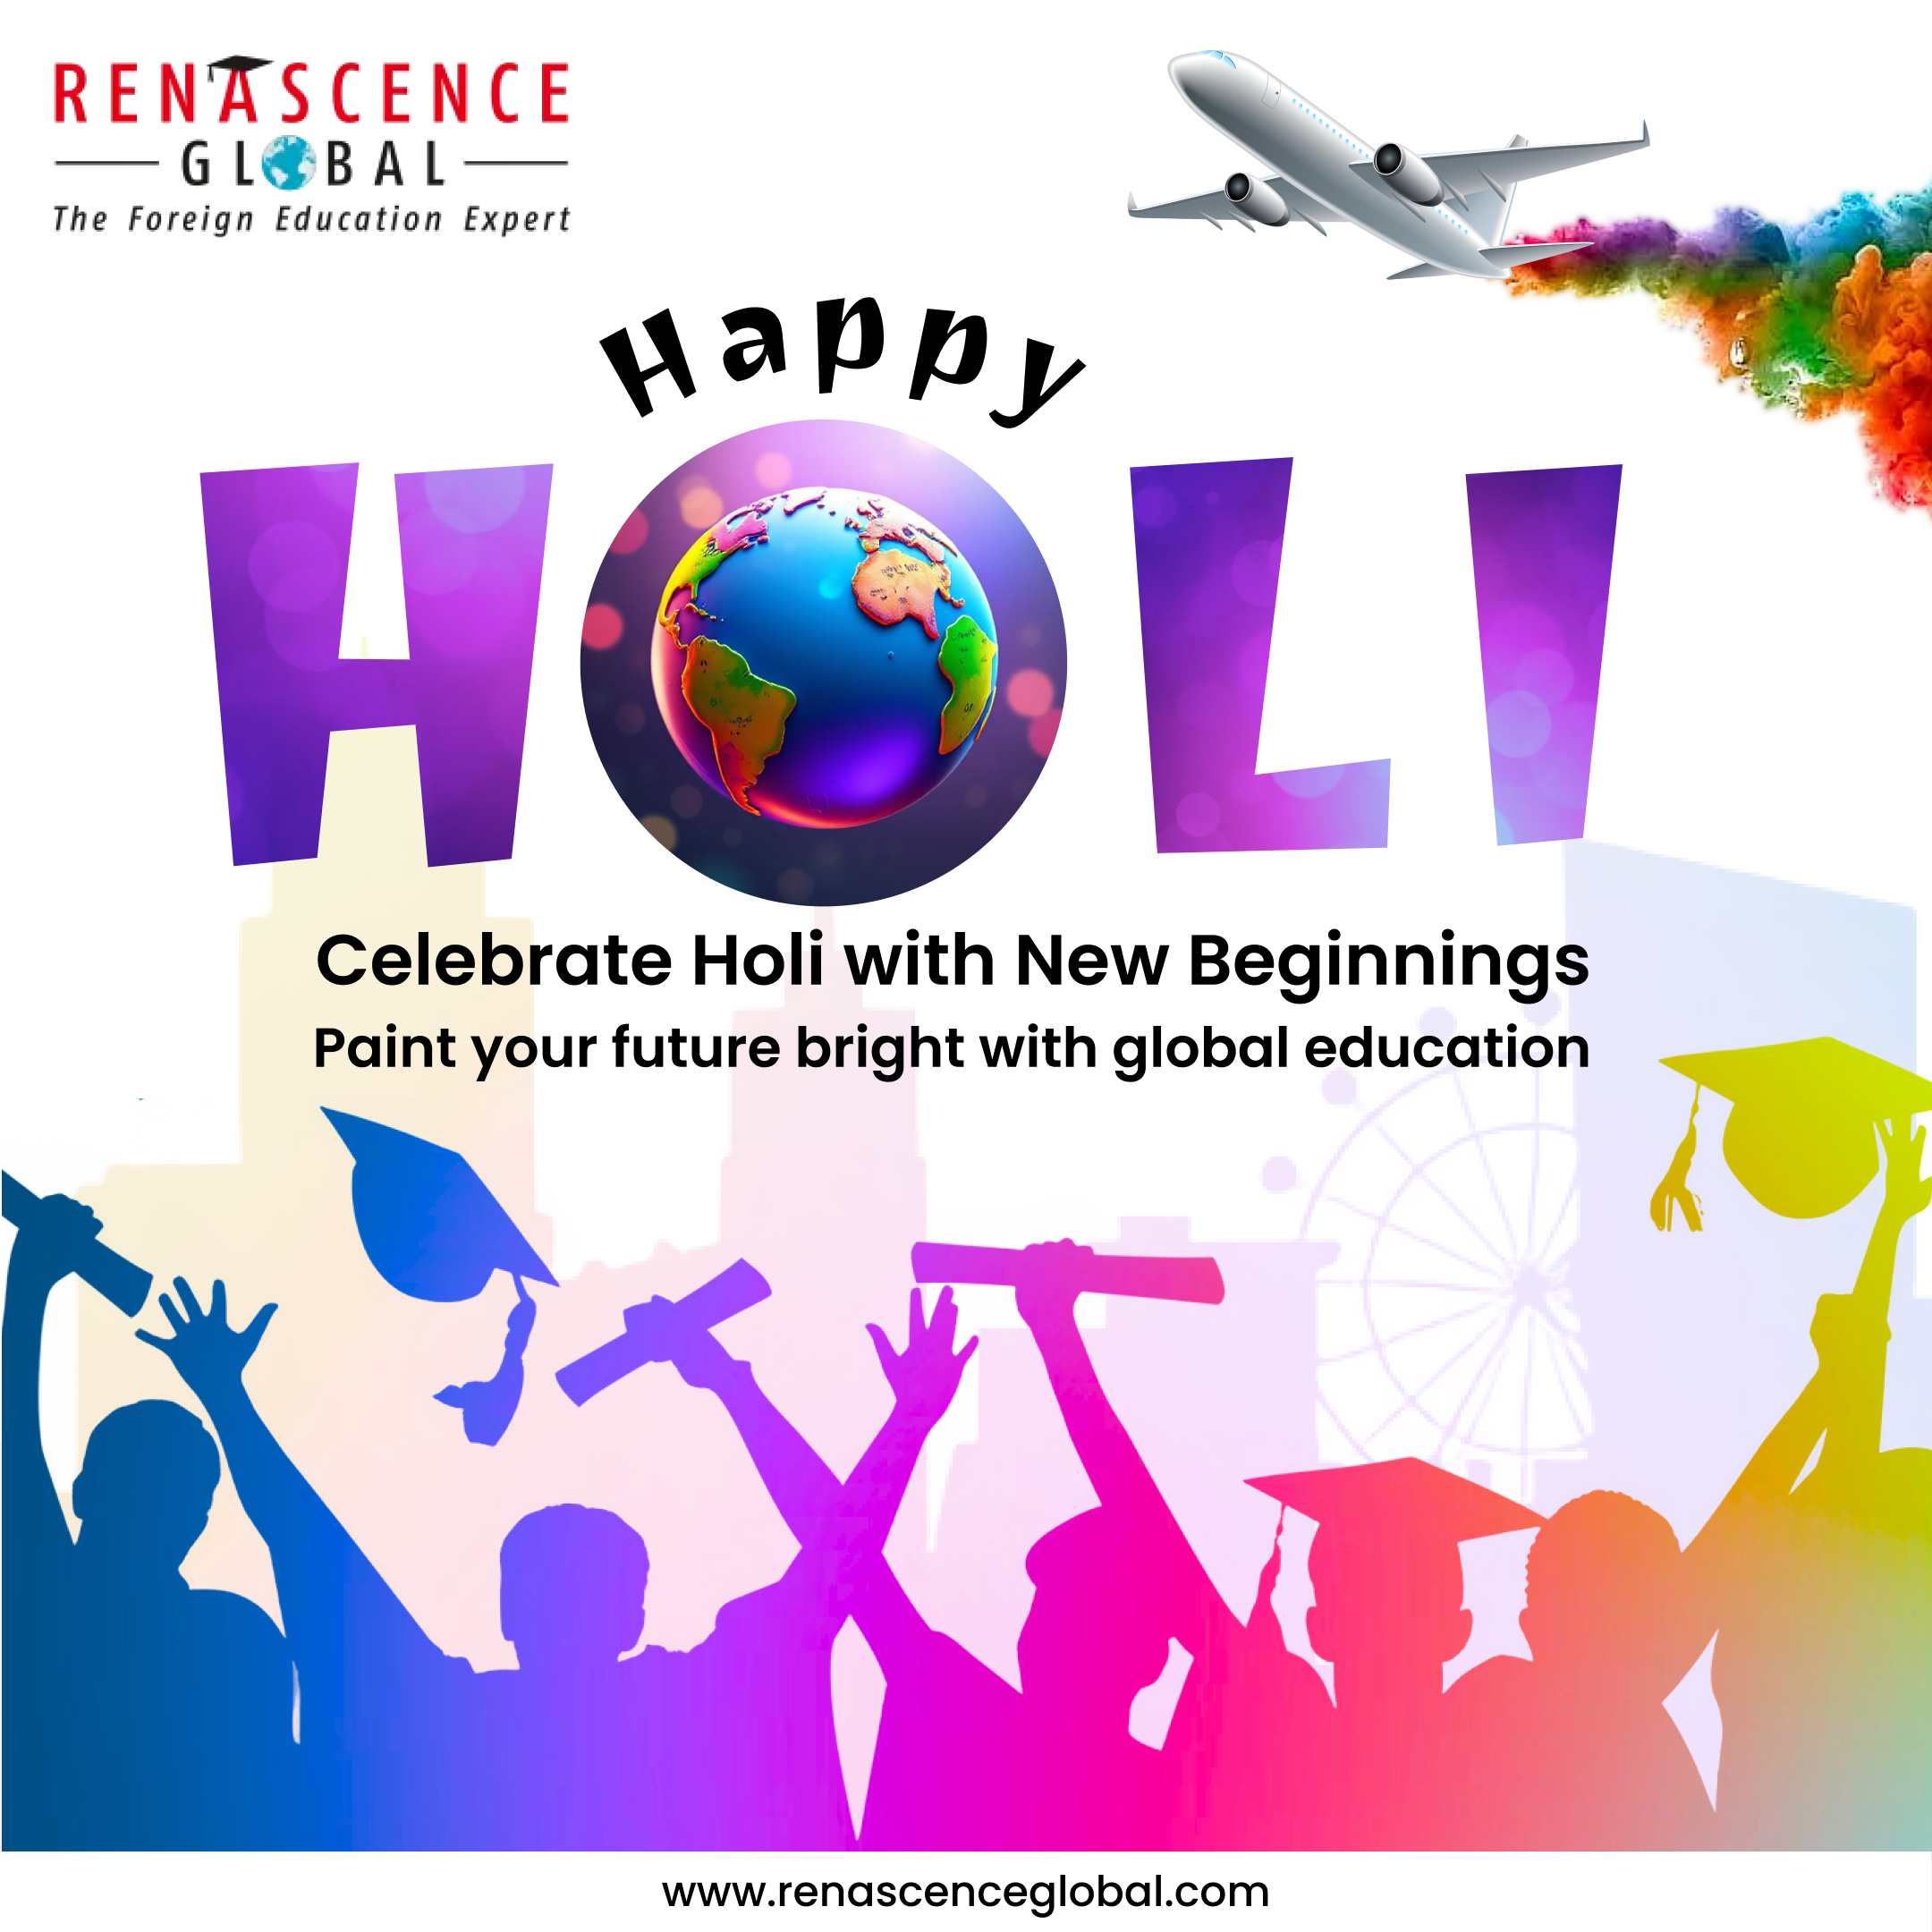 RENASCENCE
GLOBAL
The Foreign Education Expert
Happy
HOLI
Celebrate Holi with New Beginnings
Paint your future bright with global education
www.renascenceglobal.com